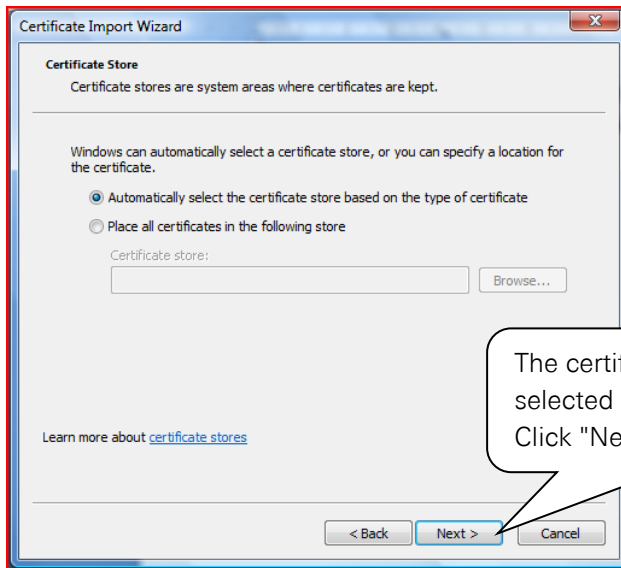 Certificate Import Wizard
Certificate Store
Certificate stores are system areas where certificates are kept.
Windows can automatically select a certificate store, or you can specify a location for
the certificate.
Automatically select the certificate store based on the type of certificate
Place all certificates in the following store
Certificate store:
Browse...
The
selected
Click
Learn more about certificate stores
< Back
Next >
Cancel